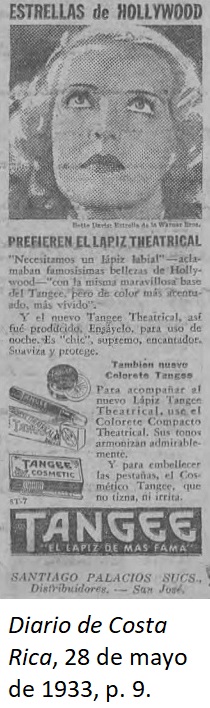 ESTRELLAS de HOLLYWOOD
Bette Davis: Estrella de la Warner Bros.
PREFIEREN EL LAPIZ THEATRICAL
"Necesitamos un lápiz labial"—acla-
maban famosísimas bellezas de Holly-
wood—"con la misma maravillosa base
del Tangee, pero de color más acentua-
ado, más vivido".
Y el nuevo Tangee Theatrical, así
fué producido. Ensáyelo, para uso de
noche. Es "chic", supremo, encantador.
Suaviza y protege.
También nuevo
Colorete Tangee
Para acompañar al
nuevo Lápiz Tangee
Theatrical, use el
Colorete Compacto
Theatrical. Sus tonos
armonizan admirable-
mente.
Y para embellecer
las pestañas, el Cos-
mético Tangee, que
no tizna, ni irrita.
TANGEE
COSMETIC
ST-7
TANGEE
"EL LAPIZ DE MAS FAMA"
SANTIAGO PALACIOS SUCS.,
Distribuidores. — San José.
Diario de Costa
Rica, 28 de mayo
de 1933, p. 9.